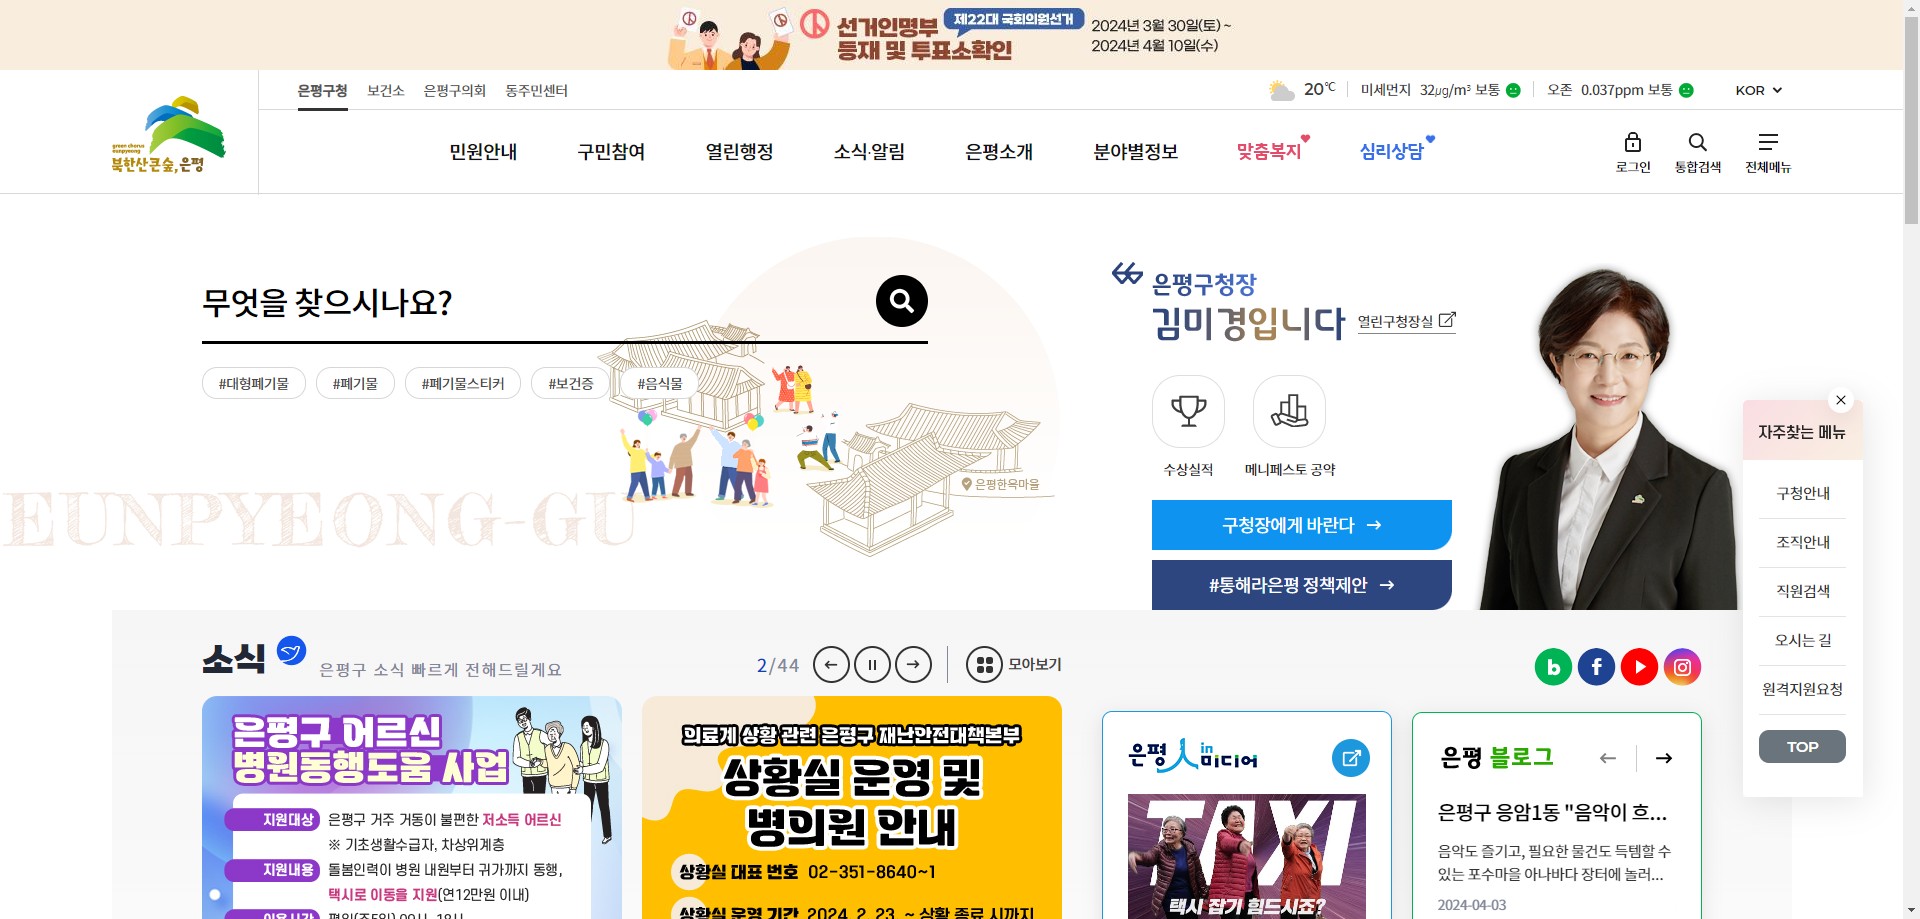 선거인명부 제22대 국회의원선거
등재 및 투표소확인
2024년 3월 30일(토) ~
2024년 4월 10일(수)
은평구청 보건소 은평구의회 동주민센터
20℃ 미세먼지 32㎍/m³ 보통 오존 0.037ppm 보통 KOR
green chorus
eunpyeong
북한산큰숲,은평
민원안내 구민참여 열린행정 소식·알림 은평소개 분야별정보 맞춤복지 심리상담
로그인 통합검색 전체메뉴
무엇을 찾으시나요?
#대형폐기물 #폐기물 #폐기물스티커 #보건증 #음식물
은평한옥마을
EUNPYEONG-GU
은평구청장
김미경입니다 열린구청장실
수상실적 메니페스토 공약
구청장에게 바란다 →
#통해라은평 정책제안 →
자주찾는 메뉴
구청안내
조직안내
직원검색
오시는 길
원격지원요청
TOP
소식 은평구 소식 빠르게 전해드릴게요
2/44 모아보기
은평구 어르신
병원동행도움 사업
지원대상 은평구 거주 거동이 불편한 저소득 어르신
※ 기초생활수급자, 차상위계층
지원내용 돌봄인력이 병원 내원부터 귀가까지 동행,
택시로 이동을 지원(연12만원 이내)
이용시간 평일(주5일) 09시~18시
의료계 상황 관련 은평구 재난안전대책본부
상황실 운영 및
병의원 안내
상황실 대표 번호 02-351-8640~1
상황실 운영 기간 2024. 2. 23. ~ 상황 종료 시까지
은평人in미디어
TAXI
택시 잡기 힘드시죠?
은평 블로그
은평구 응암1동 "음악이 흐...
음악도 즐기고, 필요한 물건도 득템할 수
있는 포수마을 아나바다 장터에 놀러...
2024-04-03